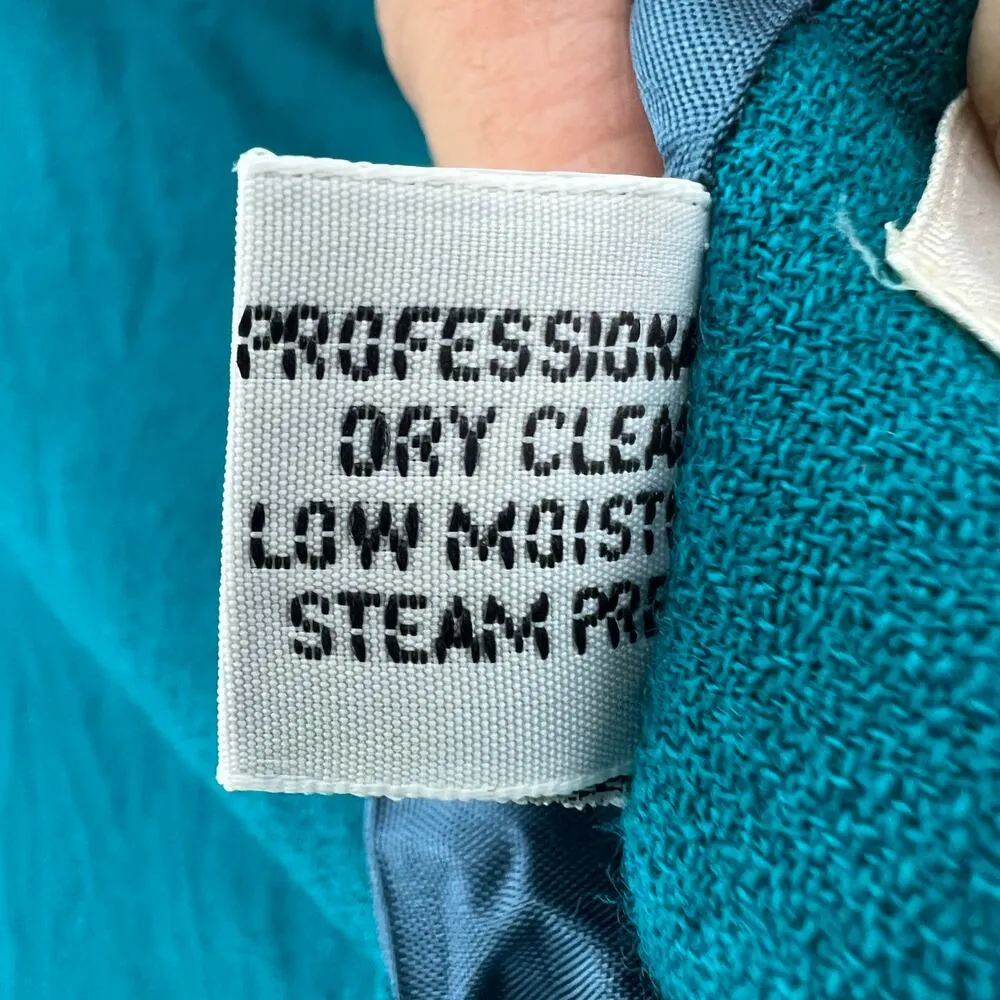 PROFESSIONA
DRY CLEA
LOW MOIST
STEAM PRE